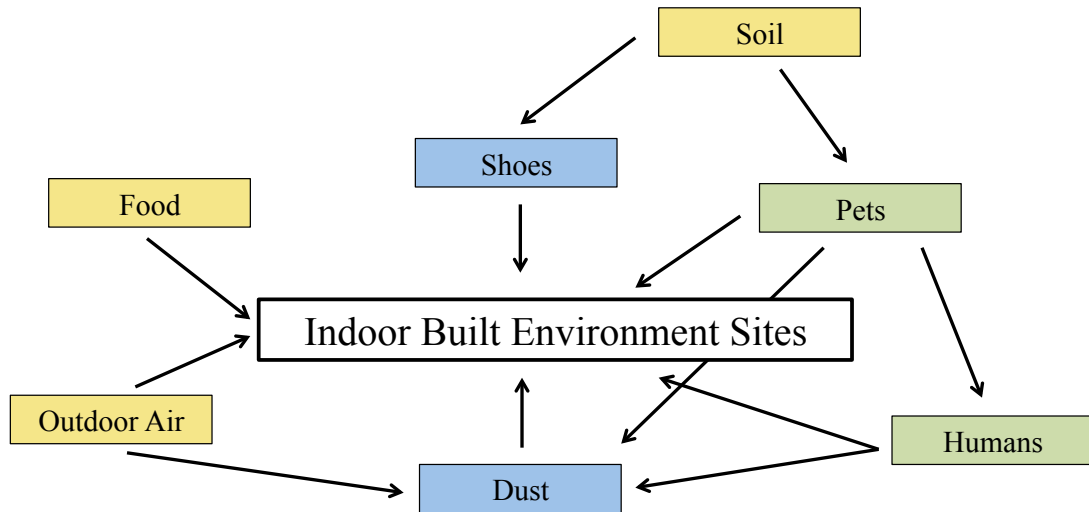 Soil
Shoes
Food
Pets
Indoor Built Environment Sites
Outdoor Air
Humans
Dust